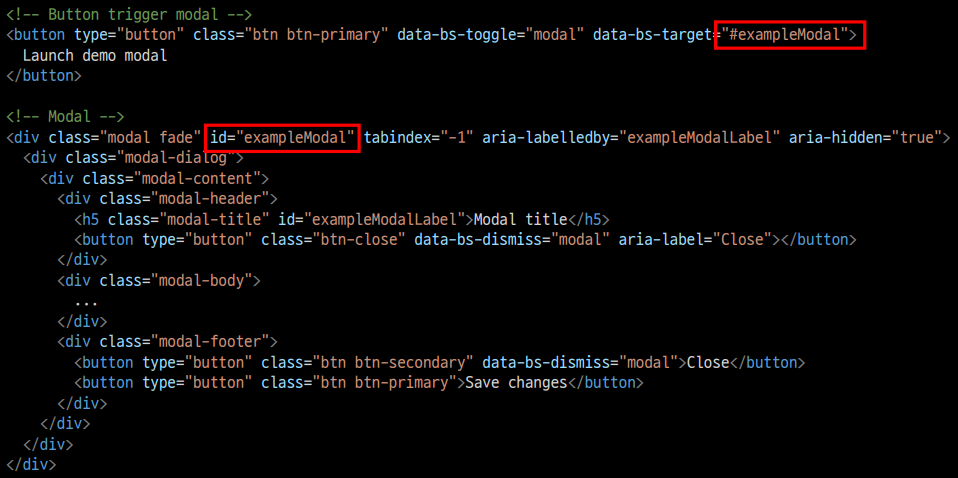 <!-- Button trigger modal -->
<button type="button" class="btn btn-primary" data-bs-toggle="modal" data-bs-target="#exampleModal">
  Launch demo modal
</button>

<!-- Modal -->
<div class="modal fade" id="exampleModal" tabindex="-1" aria-labelledby="exampleModalLabel" aria-hidden="true">
  <div class="modal-dialog">
    <div class="modal-content">
      <div class="modal-header">
        <h5 class="modal-title" id="exampleModalLabel">Modal title</h5>
        <button type="button" class="btn-close" data-bs-dismiss="modal" aria-label="Close"></button>
      </div>
      <div class="modal-body">
        ...
      </div>
      <div class="modal-footer">
        <button type="button" class="btn btn-secondary" data-bs-dismiss="modal">Close</button>
        <button type="button" class="btn btn-primary">Save changes</button>
      </div>
    </div>
  </div>
</div>